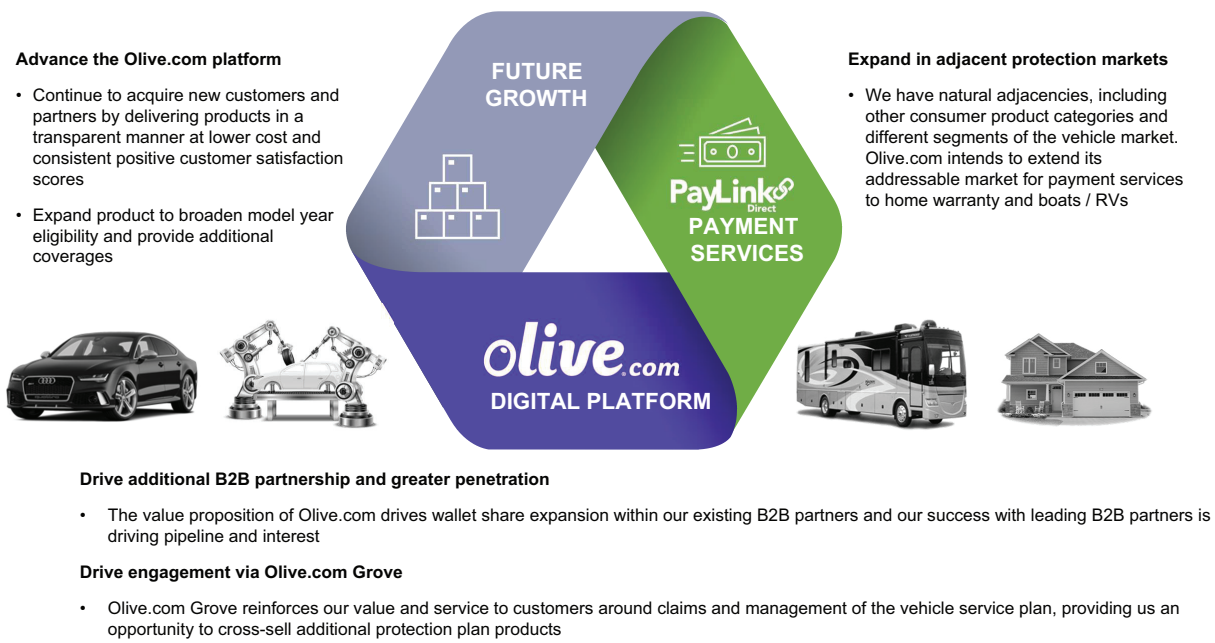 Advance the Olive.com platform
• Continue to acquire new customers and
partners by delivering products in a
transparent manner at lower cost and
consistent positive customer satisfaction
scores
• Expand product to broaden model year
eligibility and provide additional
coverages
FUTURE
GROWTH
PayLink
Direct
PAYMENT
SERVICES
olive.com
DIGITAL PLATFORM
Expand in adjacent protection markets
• We have natural adjacencies, including
other consumer product categories and
different segments of the vehicle market.
Olive.com intends to extend its
addressable market for payment services
to home warranty and boats / RVs
Drive additional B2B partnership and greater penetration
• The value proposition of Olive.com drives wallet share expansion within our existing B2B partners and our success with leading B2B partners is
driving pipeline and interest
Drive engagement via Olive.com Grove
• Olive.com Grove reinforces our value and service to customers around claims and management of the vehicle service plan, providing us an
opportunity to cross-sell additional protection plan products